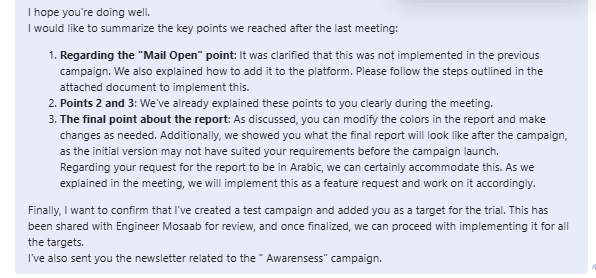 I hope you're doing well.
I would like to summarize the key points we reached after the last meeting:
1. Regarding the "Mail Open" point: It was clarified that this was not implemented in the previous
campaign. We also explained how to add it to the platform. Please follow the steps outlined in the
attached document to implement this.
2. Points 2 and 3: We've already explained these points to you clearly during the meeting.
3. The final point about the report: As discussed, you can modify the colors in the report and make
changes as needed. Additionally, we showed you what the final report will look like after the campaign,
as the initial version may not have suited your requirements before the campaign launch.
Regarding your request for the report to be in Arabic, we can certainly accommodate this. As we
explained in the meeting, we will implement this as a feature request and work on it accordingly.
Finally, I want to confirm that I've created a test campaign and added you as a target for the trial. This has
been shared with Engineer Mosaab for review, and once finalized, we can proceed with implementing it for all
the targets.
I've also sent you the newsletter related to the " Awarensess" campaign.